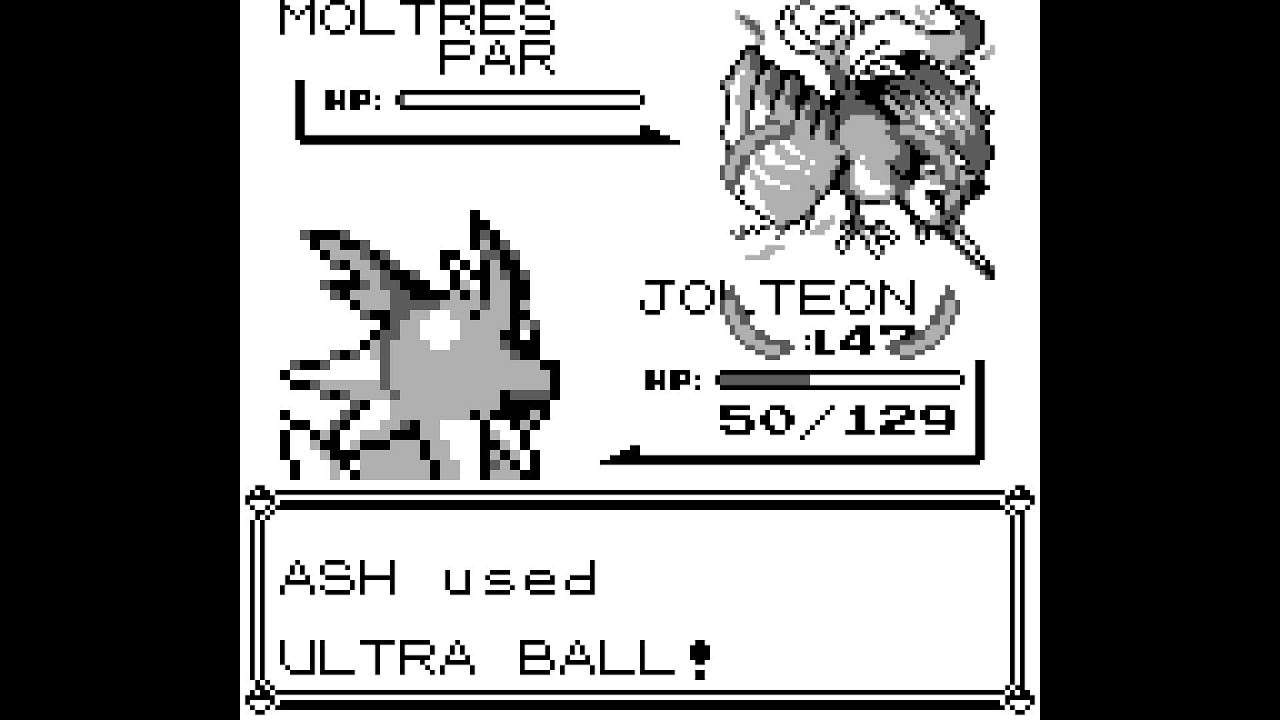 MOLTRES
PAR
HP:
JOLTEON
:L47
HP:
50/129
ASH used
ULTRA BALL!